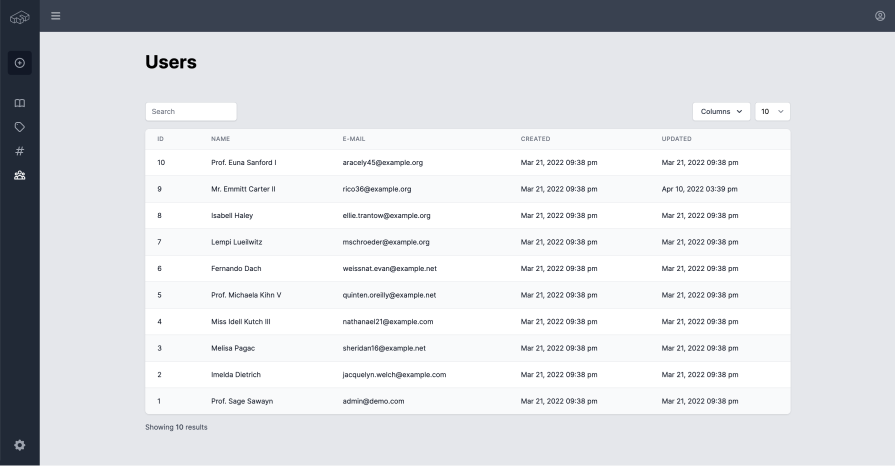 Users
Search
Columns 10
ID NAME E-MAIL CREATED UPDATED
10 Prof. Euna Sanford I aracely45@example.org Mar 21, 2022 09:38 pm Mar 21, 2022 09:38 pm
9 Mr. Emmitt Carter II rico36@example.org Mar 21, 2022 09:38 pm Apr 10, 2022 03:39 pm
8 Isabell Haley ellie.trantow@example.org Mar 21, 2022 09:38 pm Mar 21, 2022 09:38 pm
7 Lempi Lueilwitz mschroeder@example.org Mar 21, 2022 09:38 pm Mar 21, 2022 09:38 pm
6 Fernando Dach weissnat.evan@example.net Mar 21, 2022 09:38 pm Mar 21, 2022 09:38 pm
5 Prof. Michaela Kihn V quinten.oreilly@example.net Mar 21, 2022 09:38 pm Mar 21, 2022 09:38 pm
4 Miss Idell Kutch III nathanael21@example.com Mar 21, 2022 09:38 pm Mar 21, 2022 09:38 pm
3 Melisa Pagac sheridan16@example.net Mar 21, 2022 09:38 pm Mar 21, 2022 09:38 pm
2 Imelda Dietrich jacquelyn.welch@example.com Mar 21, 2022 09:38 pm Mar 21, 2022 09:38 pm
1 Prof. Sage Sawayn admin@demo.com Mar 21, 2022 09:38 pm Mar 21, 2022 09:38 pm
Showing 10 results